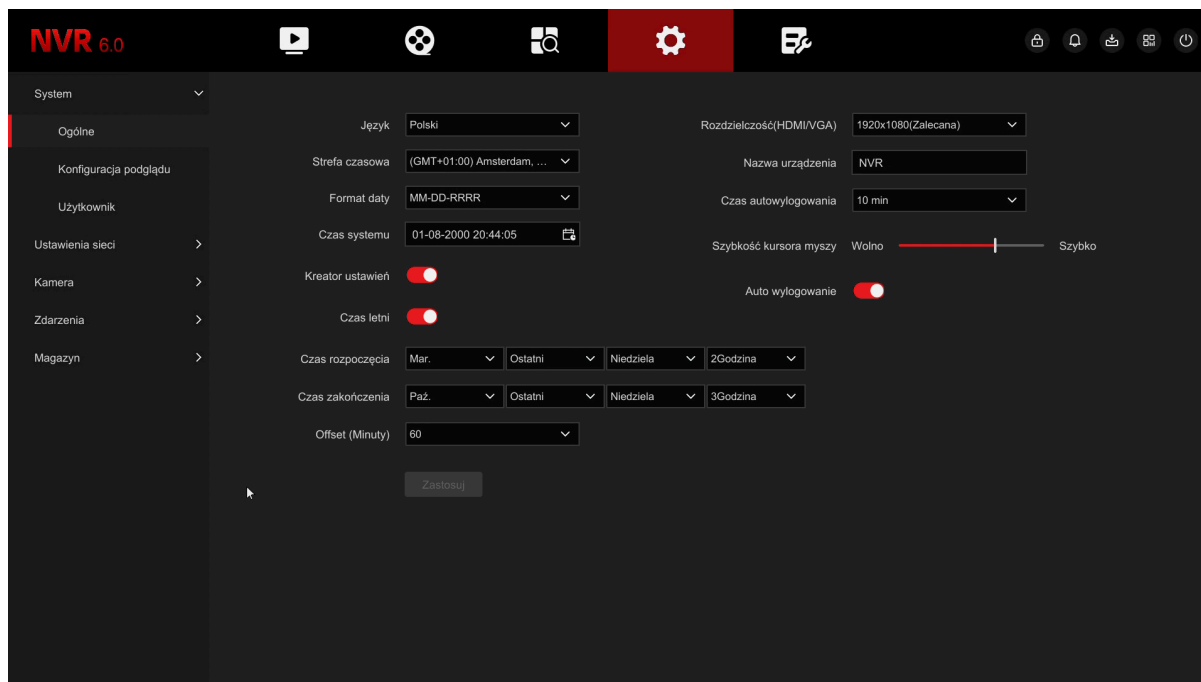 NVR 6.0
System
Ogólne
Konfiguracja podglądu
Użytkownik
Ustawienia sieci
Kamera
Zdarzenia
Magazyn
Język Polski
Strefa czasowa (GMT+01:00) Amsterdam, ...
Format daty MM-DD-RRRR
Czas systemu 01-08-2000 20:44:05
Kreator ustawień
Czas letni
Czas rozpoczęcia Mar. Ostatni Niedziela 2Godzina
Czas zakończenia Paź. Ostatni Niedziela 3Godzina
Offset (Minuty) 60
Zastosuj
Rozdzielczość(HDMI/VGA) 1920x1080(Zalecana)
Nazwa urządzenia NVR
Czas autowylogowania 10 min
Szybkość kursora myszy Wolno Szybko
Auto wylogowanie